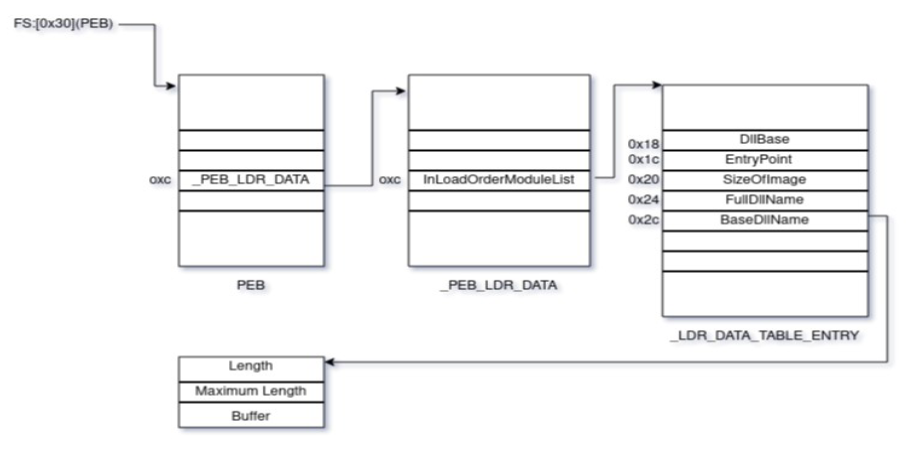 FS:[0x30](PEB)
oxc
_PEB_LDR_DATA
PEB
oxc
InLoadOrderModuleList
_PEB_LDR_DATA
0x18 DllBase
0x1c EntryPoint
0x20 SizeOfImage
0x24 FullDllName
0x2c BaseDllName
_LDR_DATA_TABLE_ENTRY
Length
Maximum Length
Buffer